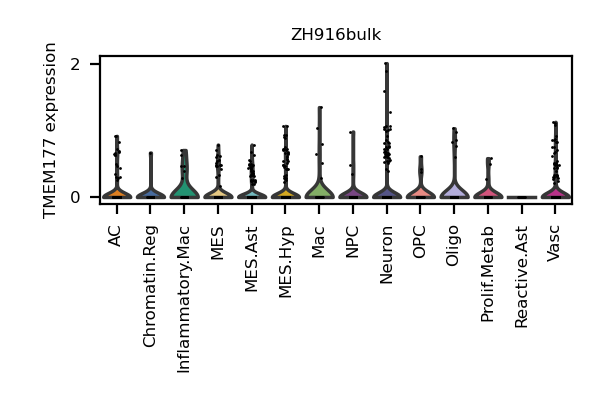 ZH916bulk
TMEM177 expression
2
0
AC
Chromatin.Reg
Inflammatory.Mac
MES
MES.Ast
MES.Hyp
Mac
NPC
Neuron
OPC
Oligo
Prolif.Metab
Reactive.Ast
Vasc